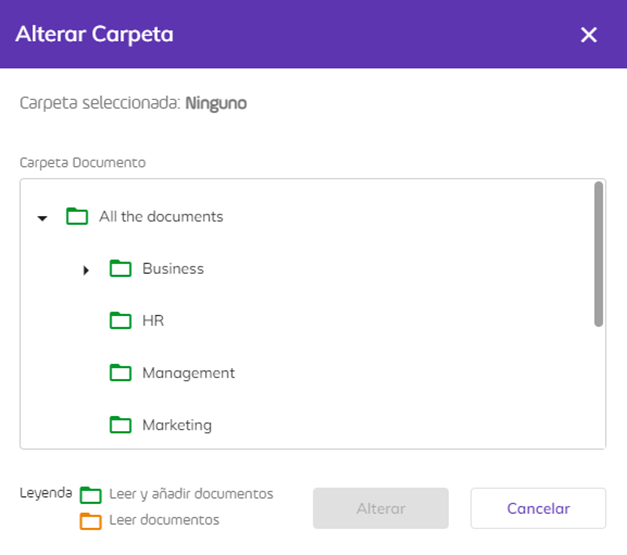 Alterar Carpeta
Carpeta seleccionada: Ninguno
Carpeta Documento
All the documents
Business
HR
Management
Marketing
Leyenda Leer y añadir documentos
Leer documentos
Alterar Cancelar